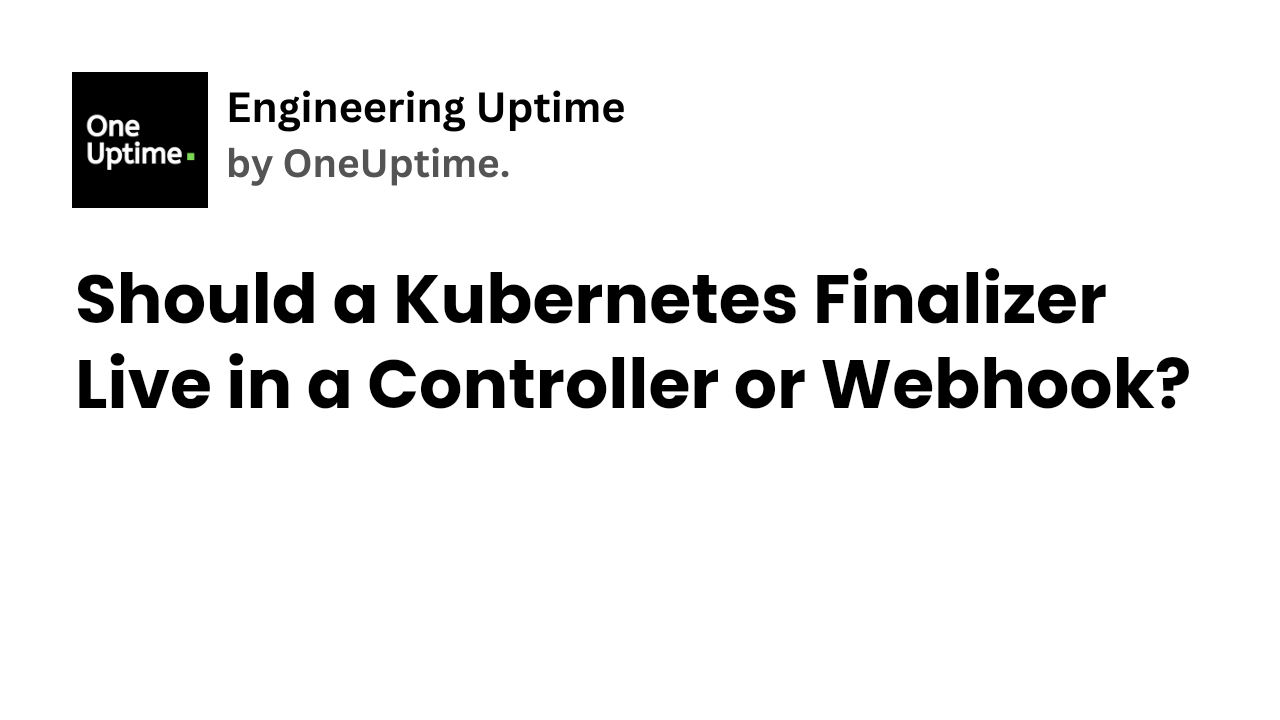 One
Uptime.
Engineering Uptime
by OneUptime.
Should a Kubernetes Finalizer
Live in a Controller or Webhook?